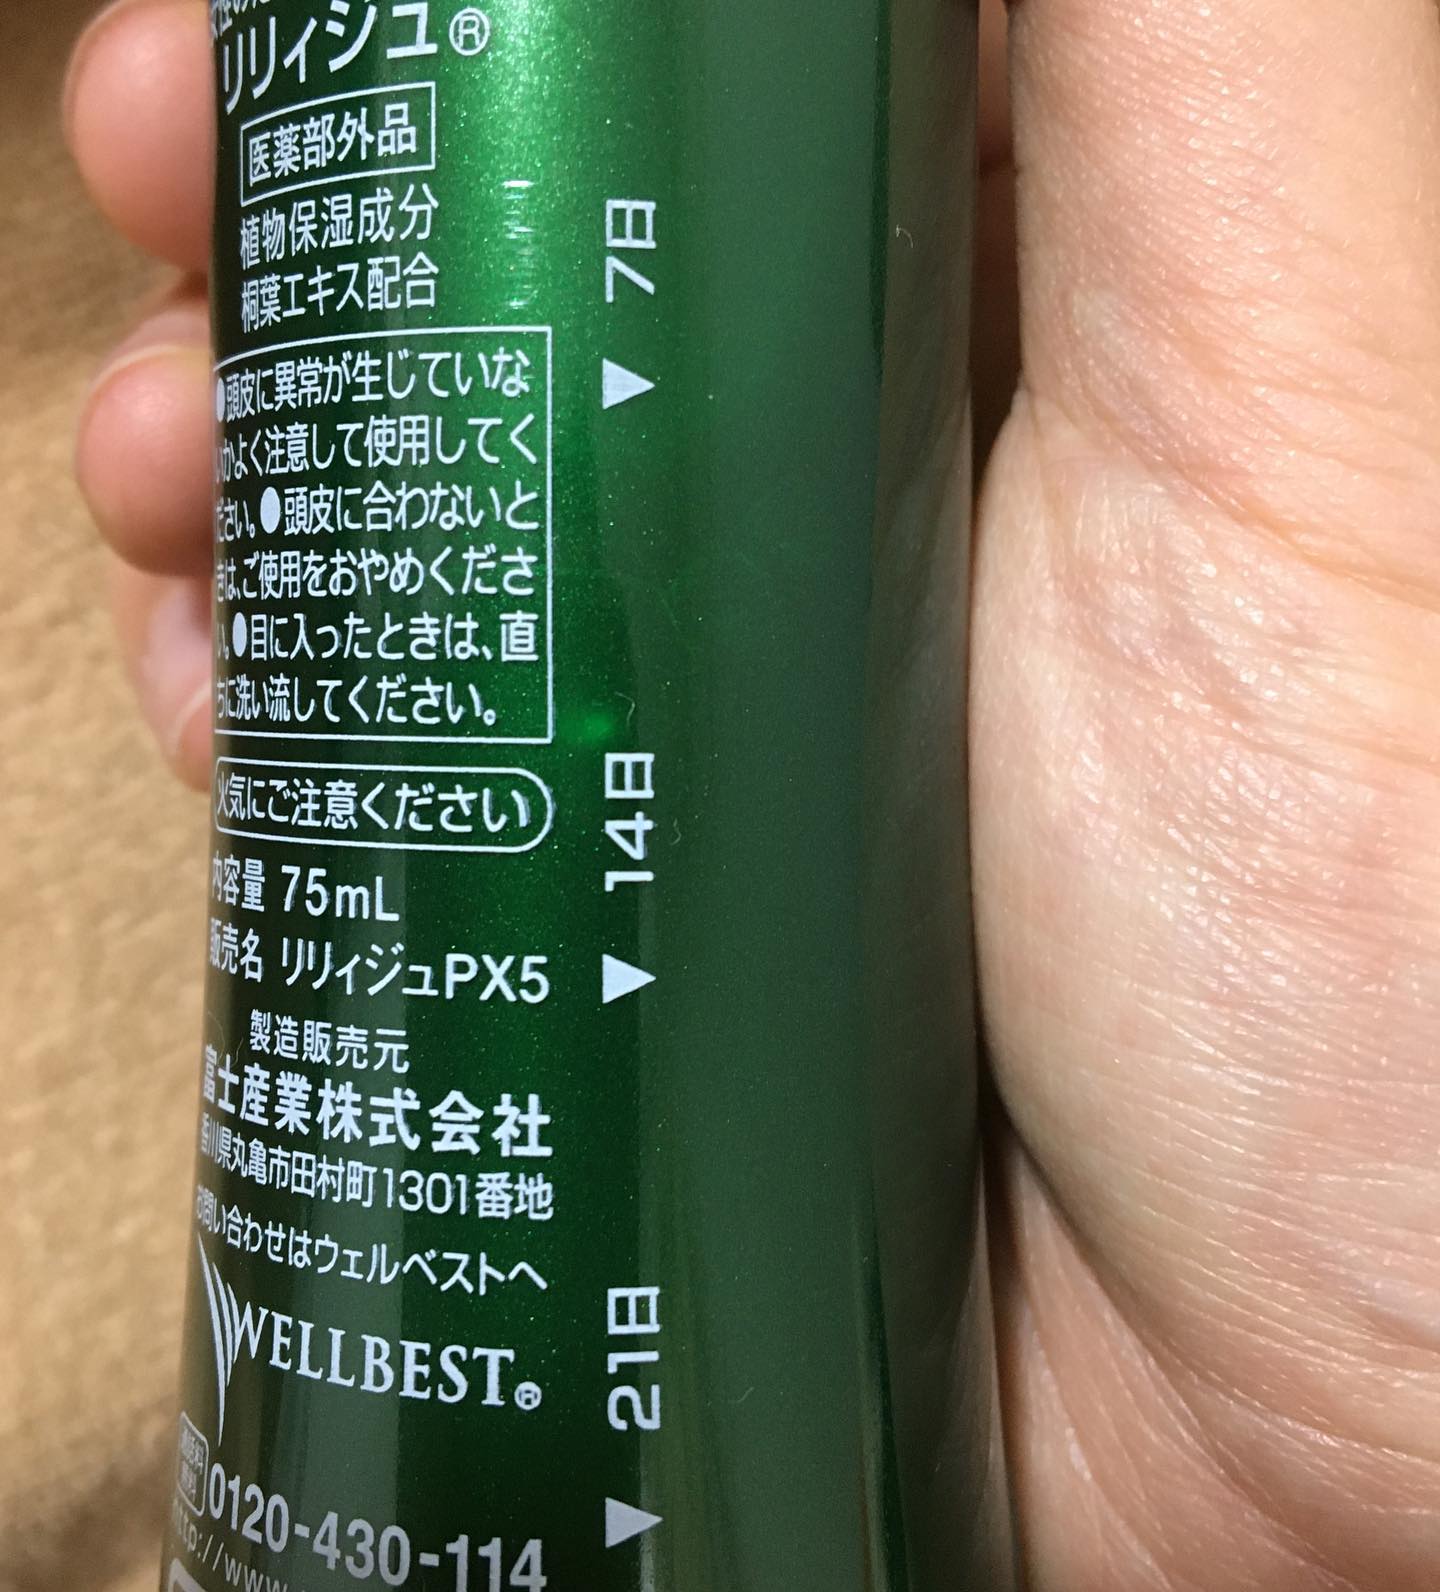 リリィジュ®
医薬部外品
植物保湿成分
桐葉エキス配合
●頭皮に異常が生じていな
いかよく注意して使用してく
ださい。●頭皮に合わないと
きは、ご使用をおやめくださ
い。●目に入ったときは、直
ちに洗い流してください。
火気にご注意ください
内容量 75mL
販売名 リリィジュPX5
製造販売元
富士産業株式会社
香川県丸亀市田村町1301番地
お問い合わせはウェルベストへ
WELLBEST®
0120-430-114
http://www.
7日
14日
21日